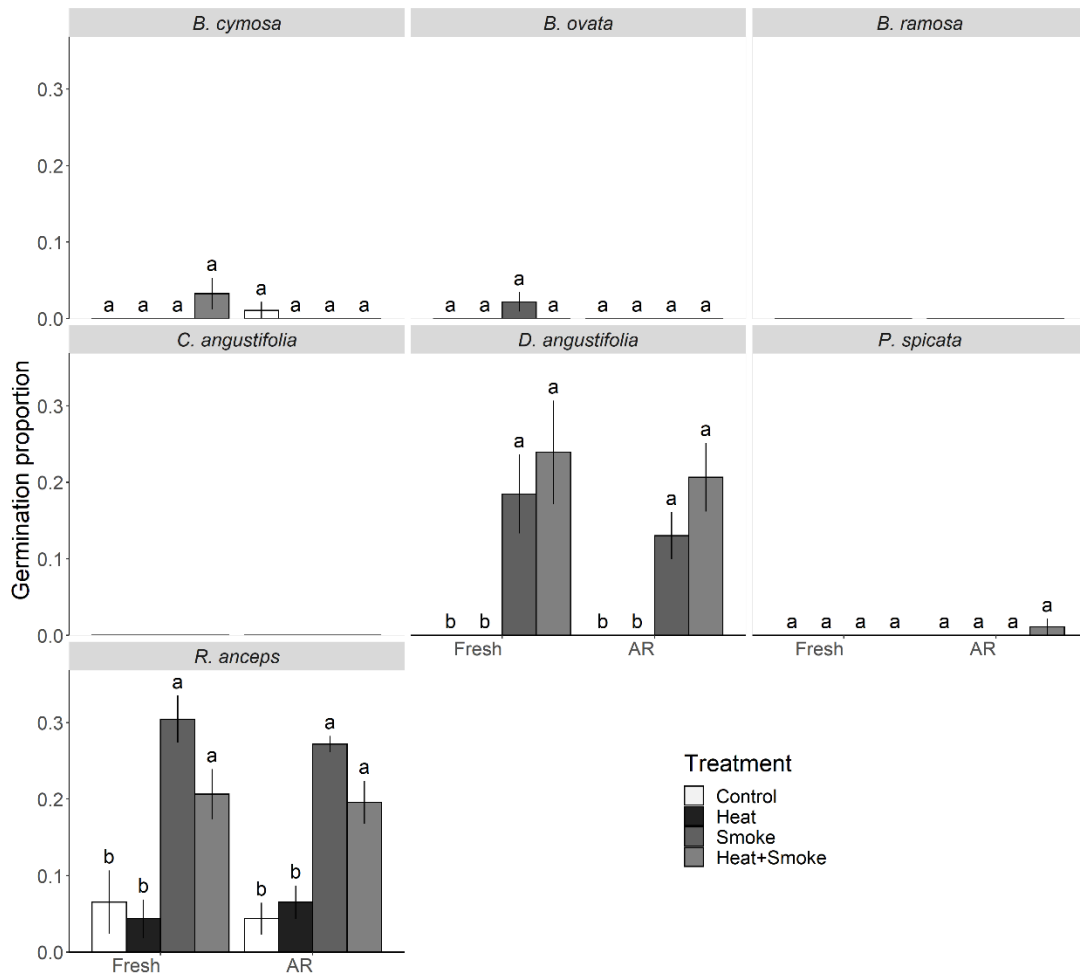 B. cymosa B. ovata B. ramosa
0.3
0.2
0.1
a a
a a a a a a a a a a a a a a
0.0
C. angustifolia D. angustifolia P. spicata
Germination proportion
0.3
0.2
0.1
a a a a
b b b b a a a a a a a a
0.0
Fresh AR Fresh AR
R. anceps
0.3
0.2
0.1
0.0
a a a a
b b b b
Fresh AR
Treatment
Control
Heat
Smoke
Heat+Smoke